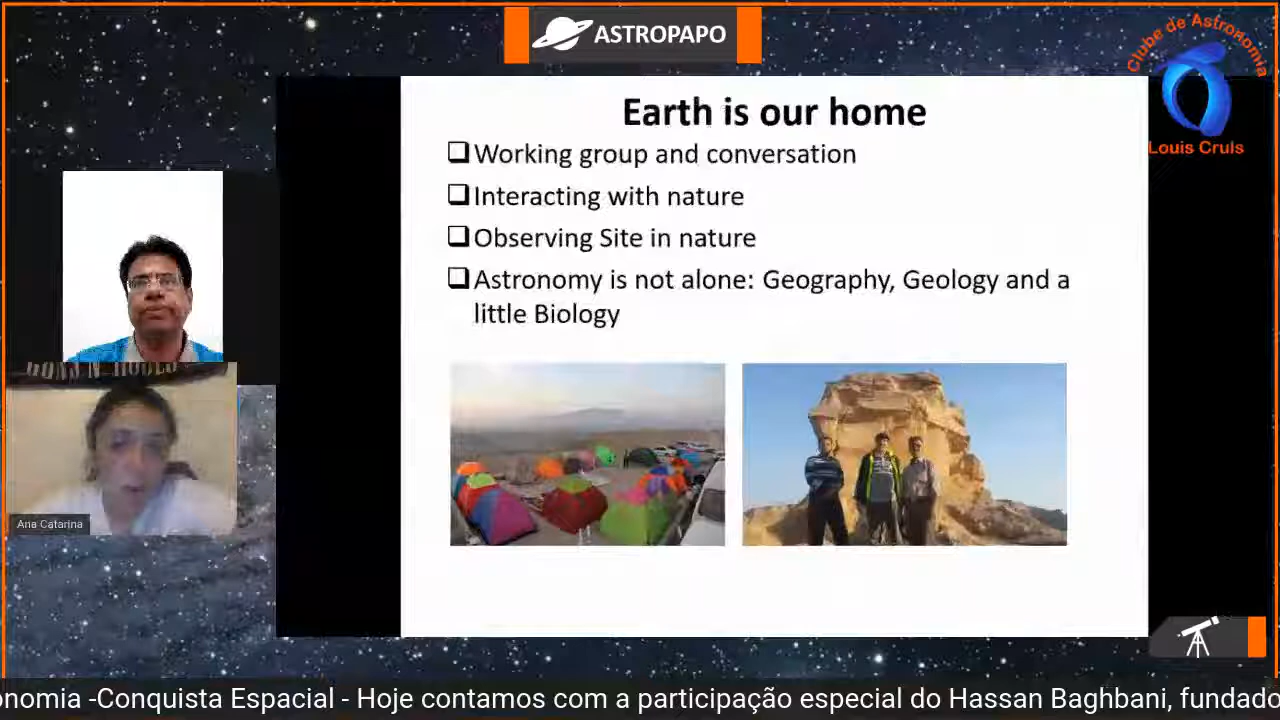 ASTROPAPO
Clube de Astronomia
Louis Cruls
Earth is our home
Working group and conversation
Interacting with nature
Observing Site in nature
Astronomy is not alone: Geography, Geology and a
little Biology
Ana Catarina
onomia -Conquista Espacial - Hoje contamos com a participação especial do Hassan Baghbani, fundado